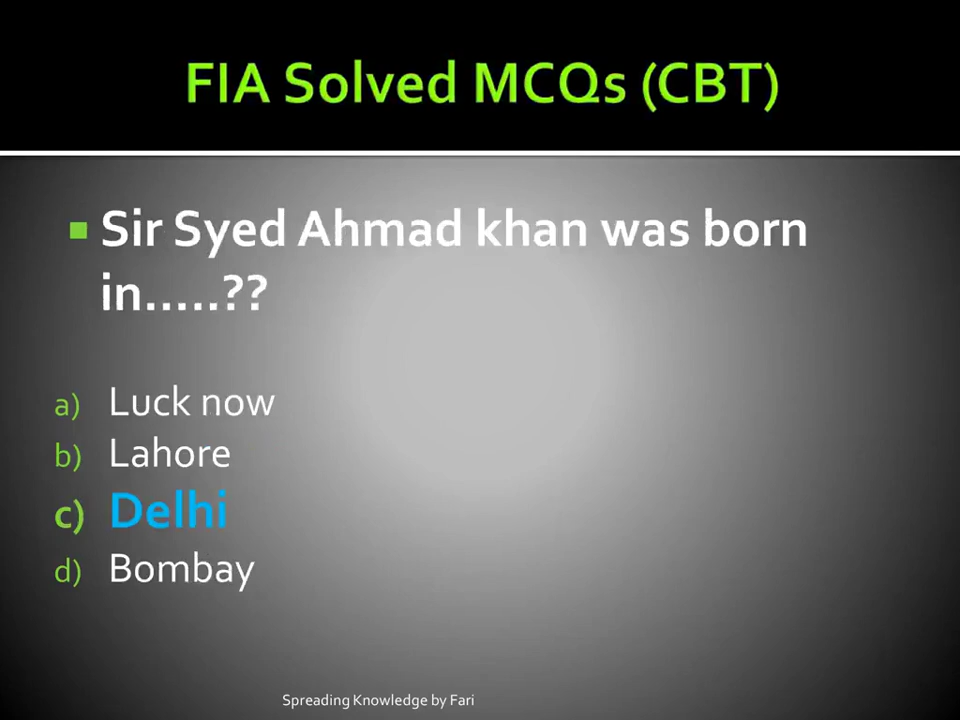 FIA Solved MCQs (CBT)
Sir Syed Ahmad khan was born
in.....??
a) Luck now
b) Lahore
c) Delhi
d) Bombay
Spreading Knowledge by Fari